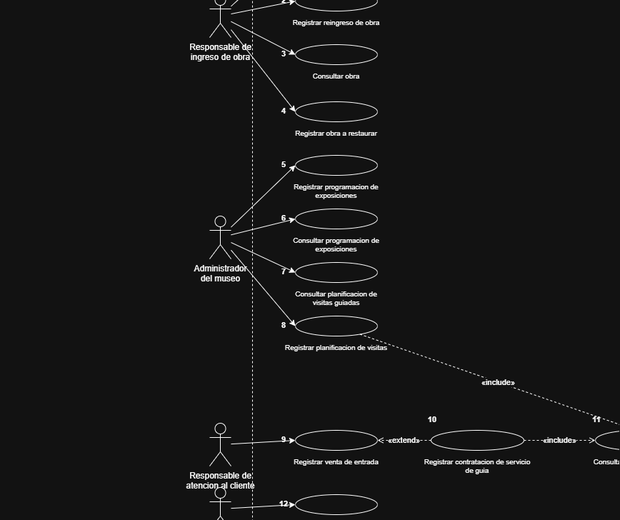 2
Registrar reingreso de obra
Responsable de
ingreso de obra
3
Consultar obra
4
Registrar obra a restaurar
5
Registrar programacion de
exposiciones
6
Consultar programacion de
exposiciones
Administrador
del museo
7
Consultar planificacion de
visitas guiadas
8
Registrar planificacion de visitas
«include»
10
11
9
«extend»
«include»
Registrar venta de entrada
Registrar contratacion de servicio
de guia
Consult
Responsable de
atencion al cliente
12